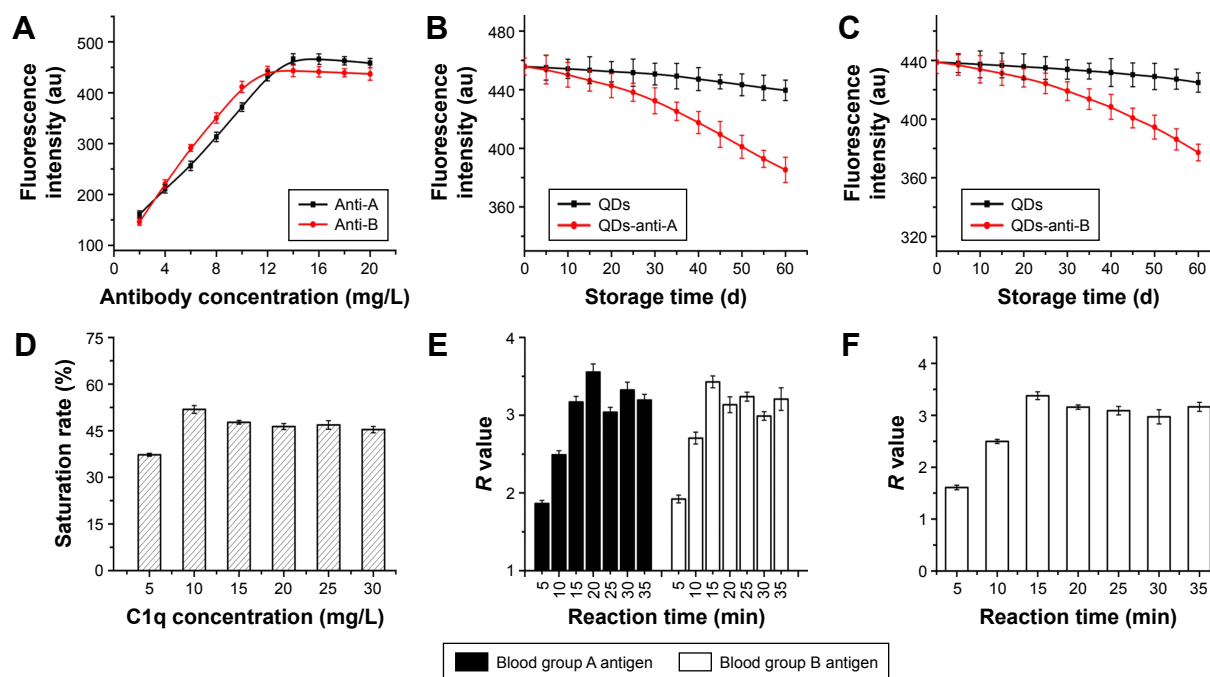 A
Fluorescence
intensity (au)
500
400
300
200
100
Anti-A
Anti-B
0 4 8 12 16 20
Antibody concentration (mg/L)
B
Fluorescence
intensity (au)
480
440
400
360
QDs
QDs-anti-A
0 10 20 30 40 50 60
Storage time (d)
C
Fluorescence
intensity (au)
480
440
400
360
320
QDs
QDs-anti-B
0 10 20 30 40 50 60
Storage time (d)
D
Saturation rate (%)
75
60
45
30
15
0
5 10 15 20 25 30
C1q concentration (mg/L)
E
R value
4
3
2
1
5 10 15 20 25 30 35 5 10 15 20 25 30 35
Reaction time (min)
F
R value
4
3
2
1
0
5 10 15 20 25 30 35
Reaction time (min)
Blood group A antigen Blood group B antigen